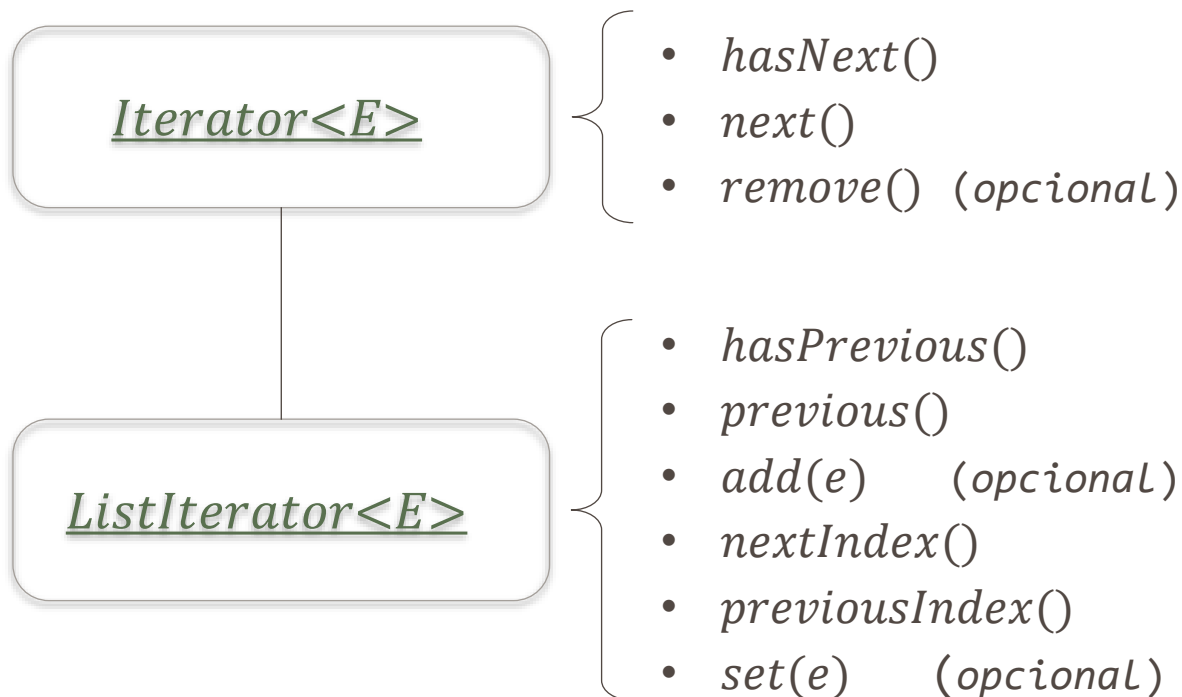 Iterator<E>
• hasNext()
• next()
• remove() (opcional)
ListIterator<E>
• hasPrevious()
• previous()
• add(e) (opcional)
• nextIndex()
• previousIndex()
• set(e) (opcional)